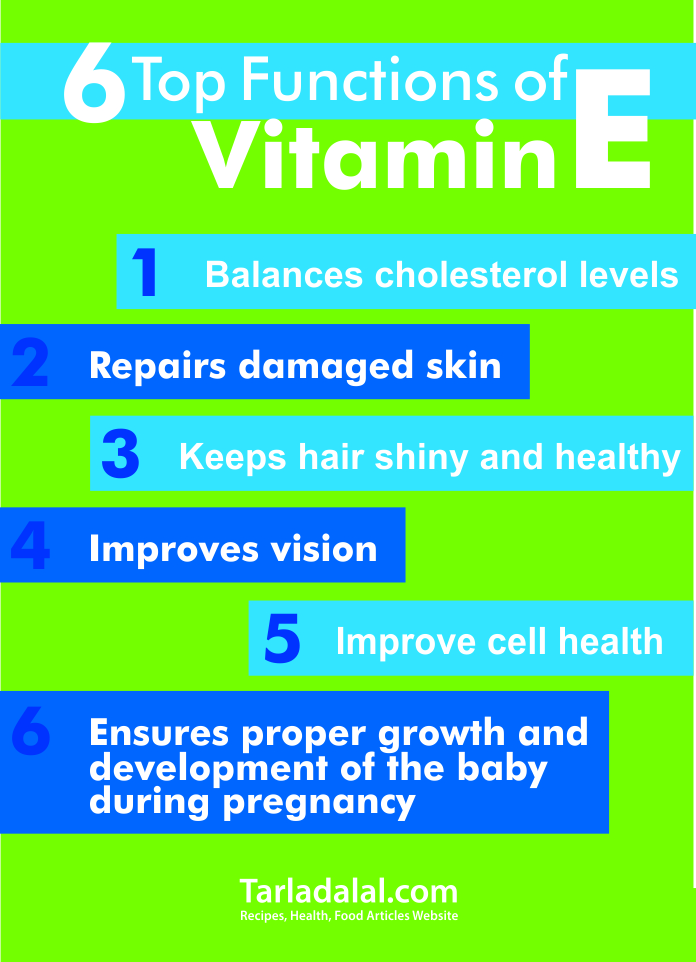 6 Top Functions of
Vitamin E
1 Balances cholesterol levels
2 Repairs damaged skin
3 Keeps hair shiny and healthy
4 Improves vision
5 Improve cell health
6 Ensures proper growth and
development of the baby
during pregnancy
Tarladalal.com
Recipes, Health, Food Articles Website